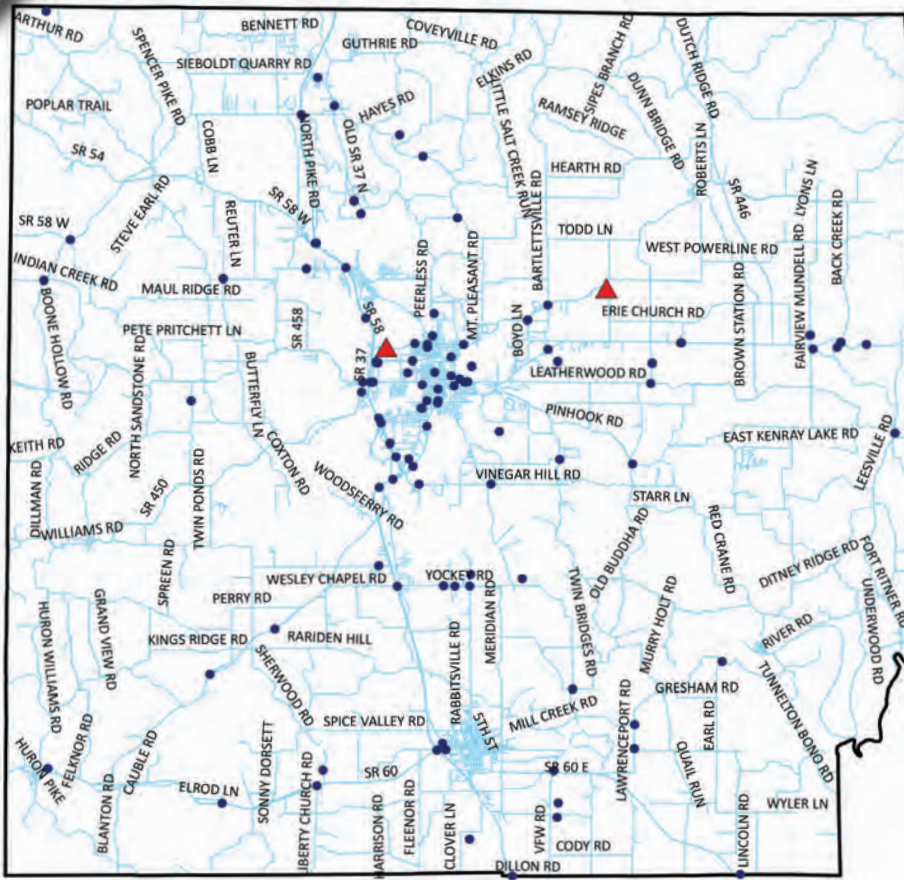 ARTHUR RD
BENNETT RD
COVEYVILLE RD
GUTHRIE RD
SPENCER PIKE RD
SIEBOLDT QUARRY RD
ELKINS RD
SIPES BRANCH RD
DUTCH RIDGE RD
POPLAR TRAIL
HAYES RD
LITTLE SALT CREEK RUN
RAMSEY RIDGE
DUNN BRIDGE RD
SR 54
COBB LN
NORTH PIKE RD
OLD SR 37 N
HEARTH RD
ROBERTS LN
SR 446
SR 58 W
STEVE EARL RD
REUTER LN
SR 58 W
PEERLESS RD
MT. PLEASANT RD
BARTLETTSVILLE RD
TODD LN
WEST POWERLINE RD
LYONS LN
FAIRVIEW MUNDELL RD
BACK CREEK RD
INDIAN CREEK RD
MAUL RIDGE RD
BOONE HOLLOW RD
PETE PRITCHETT LN
SR 458
SR 58
SR 37
BOYD LN
ERIE CHURCH RD
BROWN STATION RD
LEATHERWOOD RD
NORTH SANDSTONE RD
BUTTERFLY LN
PINHOOK RD
EAST KENRAY LAKE RD
KEITH RD
RIDGE RD
COXTON RD
LEESVILLE RD
DILLMAN RD
SR 450
TWIN PONDS RD
WOODSFERRY RD
VINEGAR HILL RD
STARR LN
WILLIAMS RD
RED CRANE RD
OLD BUDDHA RD
SPREEN RD
WESLEY CHAPEL RD
YOCKEY RD
MERIDIAN RD
TWIN BRIDGES RD
DITNEY RIDGE RD
FORT RITNER RD
UNDERWOOD RD
PERRY RD
HURON WILLIAMS RD
GRAND VIEW RD
KINGS RIDGE RD
RARIDEN HILL
MURRY HOLT RD
RIVER RD
SHERWOOD RD
RABBITSVILLE RD
5TH ST
MILL CREEK RD
GRESHAM RD
TUNNELTON BONO RD
SPICE VALLEY RD
LAWRENCEPORT RD
EARL RD
HURON PIKE
FELKNOR RD
CAUBLE RD
SONNY DORSETT
SR 60
SR 60 E
QUAIL RUN
BLANTON RD
ELROD LN
LIBERTY CHURCH RD
HARRISON RD
FLEENOR RD
CLOVER LN
VFW RD
WYLER LN
CODY RD
DILLON RD
LINCOLN RD